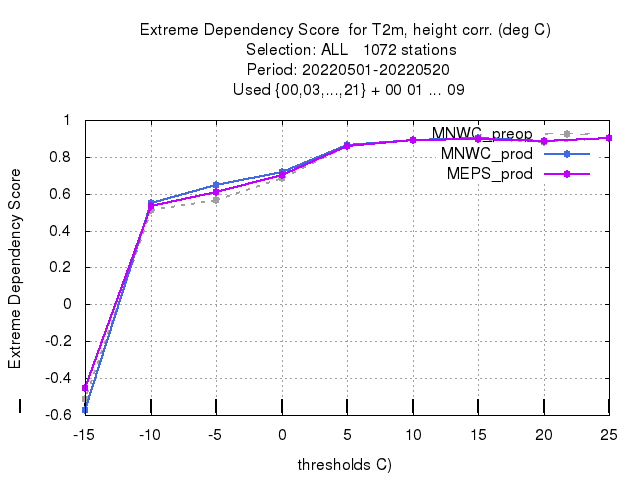 Extreme Dependency Score  for T2m, height corr. (deg C)
Selection: ALL   1072 stations
Period: 20220501-20220520
Used {00,03,...,21} + 00 01 ... 09
Extreme Dependency Score
1
0.8
0.6
0.4
0.2
0
-0.2
-0.4
-0.6
MNWC_preop
MNWC_prod
MEPS_prod
-15 -10 -5 0 5 10 15 20 25
thresholds C)